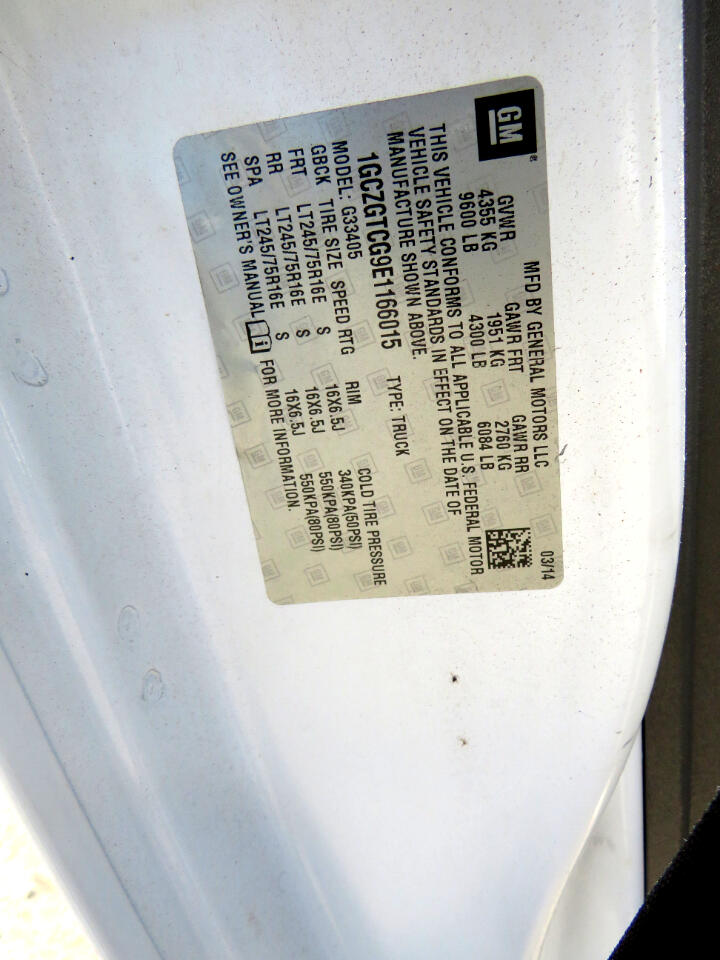 GM
MFD BY GENERAL MOTORS LLC 03/14
GVWR GAWR FRT GAWR RR
4,355 KG 1951 KG 2760 KG
9600 LB 4300 LB 6084 LB
THIS VEHICLE CONFORMS TO ALL APPLICABLE U.S. FEDERAL MOTOR
VEHICLE SAFETY STANDARDS IN EFFECT ON THE DATE OF
MANUFACTURE SHOWN ABOVE.
1GCZGTCG9E1166015 TYPE: TRUCK
MODEL: G33405
GBCK TIRE SIZE SPEED RTG RIM COLD TIRE PRESSURE
FRT LT245/75R16E S 16X6.5J 340KPA(50PSI)
RR LT245/75R16E S 16X6.5J 550KPA(80PSI)
SPA LT245/75R16E S 16X6.5J 550KPA(80PSI)
SEE OWNER'S MANUAL i FOR MORE INFORMATION.